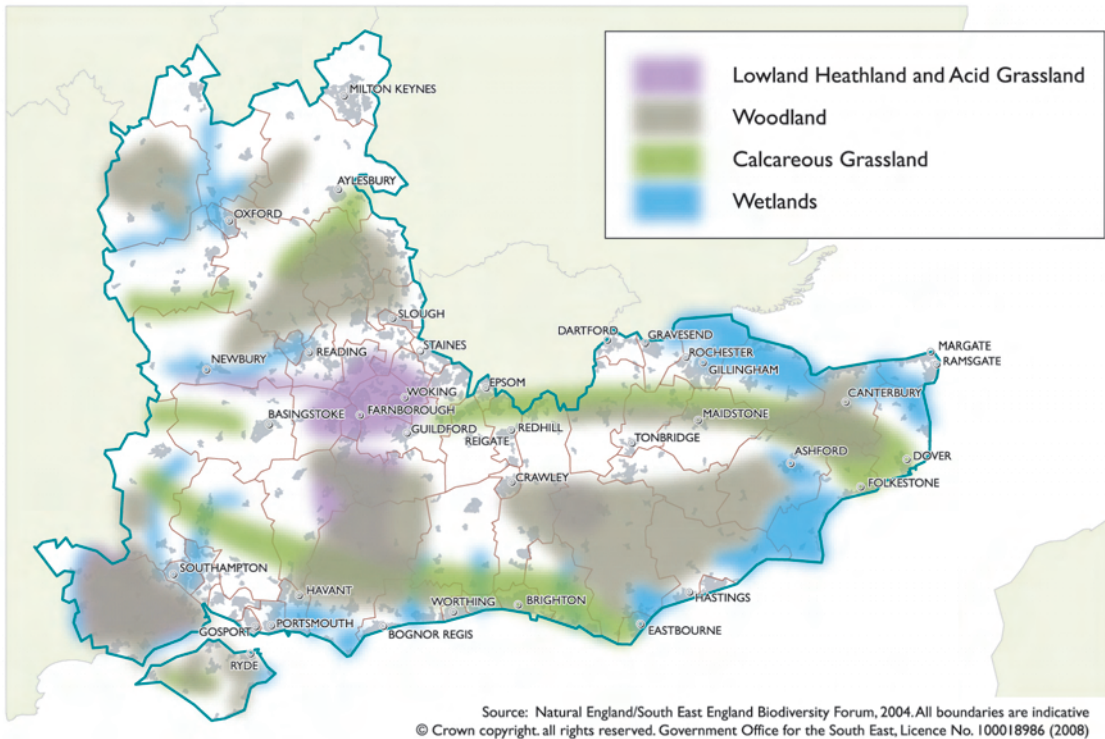 Lowland Heathland and Acid Grassland
Woodland
Calcareous Grassland
Wetlands
MILTON KEYNES
AYLESBURY
OXFORD
SLOUGH
STAINES
READING
NEWBURY
DARTFORD
GRAVESEND
ROCHESTER
GILLINGHAM
MARGATE
RAMSGATE
EPSOM
WOKING
CANTERBURY
BASINGSTOKE
FARNBOROUGH
MAIDSTONE
GUILDFORD
REDHILL
REIGATE
TONBRIDGE
DOVER
ASHFORD
CRAWLEY
FOLKESTONE
SOUTHAMPTON
HAVANT
HASTINGS
WORTHING
BRIGHTON
GOSPORT
PORTSMOUTH
BOGNOR REGIS
EASTBOURNE
RYDE
Source: Natural England/South East England Biodiversity Forum, 2004. All boundaries are indicative
© Crown copyright. all rights reserved. Government Office for the South East, Licence No. 100018986 (2008)